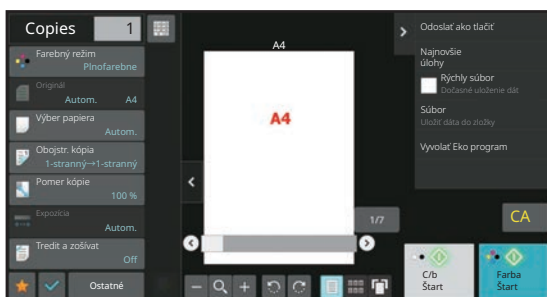 Copies 1
Farebný režim
Plnofarebne
Originál
Autom. A4
Výber papiera
Autom.
Obojstr. kópia
1-stranný→1-stranný
Pomer kópie
100 %
Expozícia
Autom.
Tredit a zošívat
Off
Ostatné
A4
A4
1/7
Odoslať ako tlačiť
Najnovšie
úlohy
Rýchly súbor
Dočasné uloženie dát
Súbor
Uložiť dáta do zložky
Vyvolať Eko program
CA
C/b
Štart
Farba
Štart